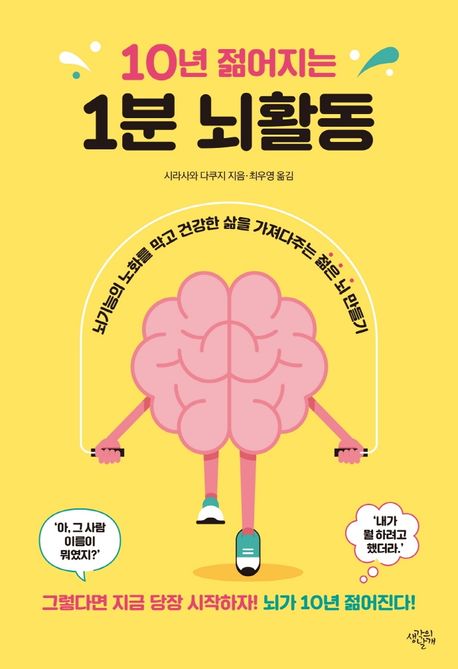 10년 젊어지는
1분 뇌활동
시라사와 다쿠지 지음·최우영 옮김
뇌기능의 노화를 막고 건강한 삶을 가져다주는 젊은 뇌 만들기
‘아, 그 사람
이름이
뭐였지?’
‘내가
뭘 하려고
했더라.’
그렇다면 지금 당장 시작하자! 뇌가 10년 젊어진다!
생각의
날개